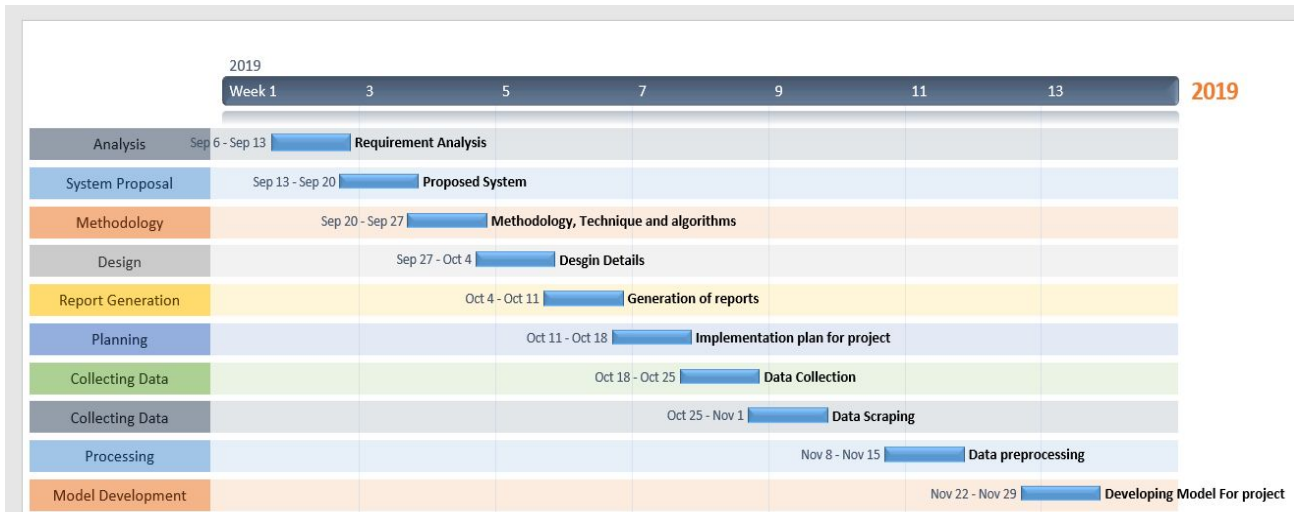 2019
Week 1 3 5 7 9 11 13 2019
Analysis Sep 6 - Sep 13 Requirement Analysis
System Proposal Sep 13 - Sep 20 Proposed System
Methodology Sep 20 - Sep 27 Methodology, Technique and algorithms
Design Sep 27 - Oct 4 Desgin Details
Report Generation Oct 4 - Oct 11 Generation of reports
Planning Oct 11 - Oct 18 Implementation plan for project
Collecting Data Oct 18 - Oct 25 Data Collection
Collecting Data Oct 25 - Nov 1 Data Scraping
Processing Nov 8 - Nov 15 Data preprocessing
Model Development Nov 22 - Nov 29 Developing Model For project